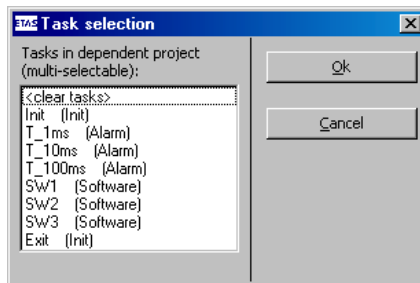 ETAS Task selection
Tasks in dependent project
(multi-selectable):
<clear tasks>
Init (Init)
T_1ms (Alarm)
T_10ms (Alarm)
T_100ms (Alarm)
SW1 (Software)
SW2 (Software)
SW3 (Software)
Exit (Init)
Ok
Cancel